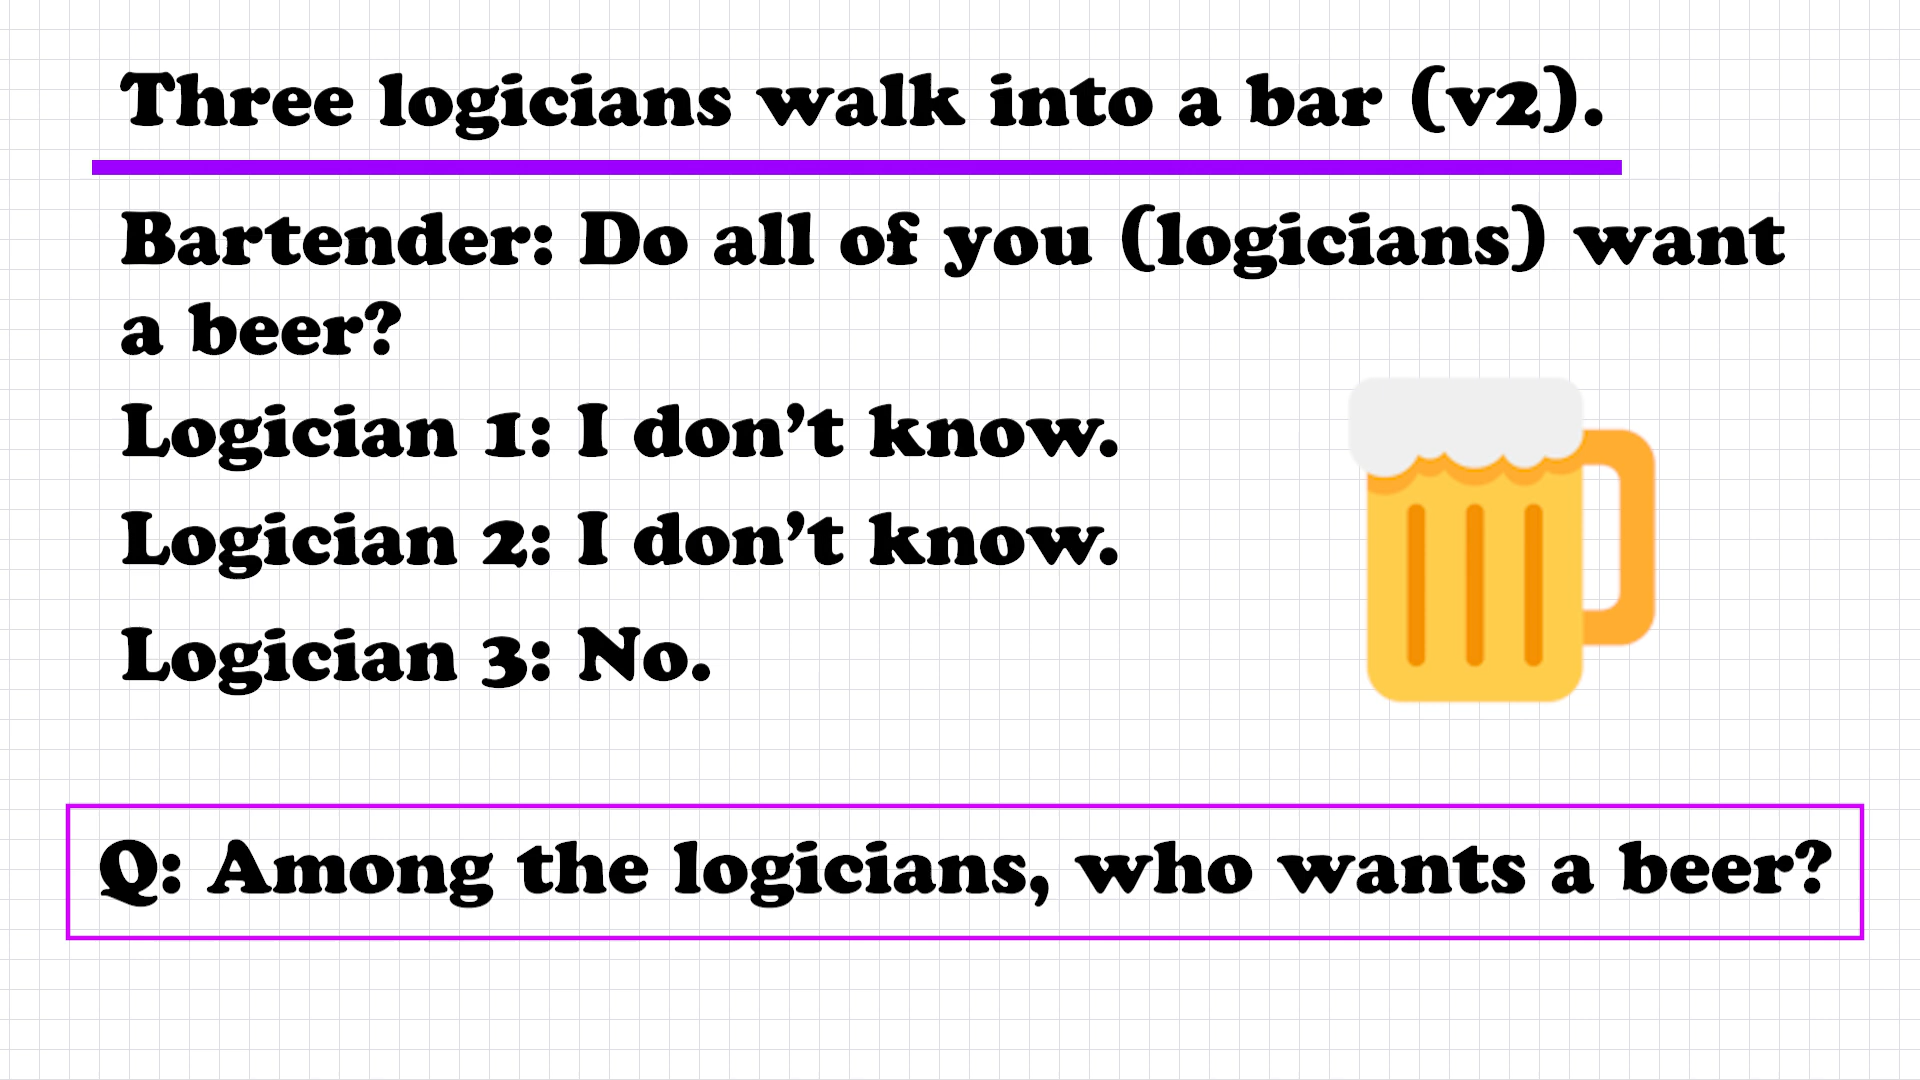 Three logicians walk into a bar (v2).
Bartender: Do all of you (logicians) want
a beer?
Logician 1: I don’t know.
Logician 2: I don’t know.
Logician 3: No.
Q: Among the logicians, who wants a beer?